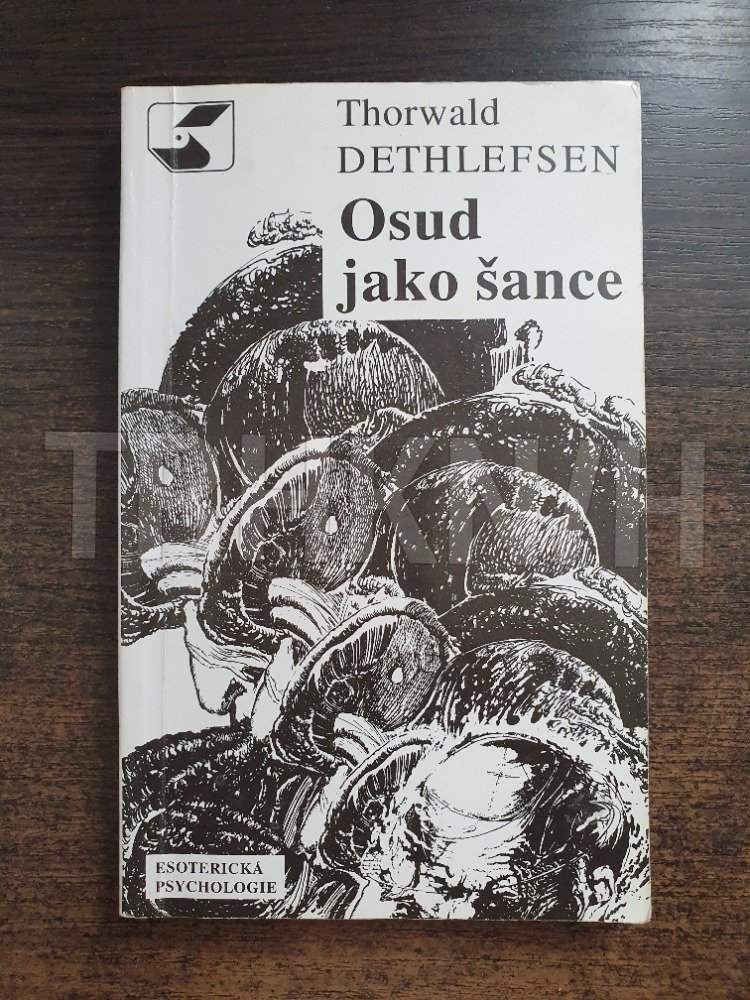 Thorwald
DETHLEFSEN
Osud
jako šance
ESOTERICKÁ
PSYCHOLOGIE